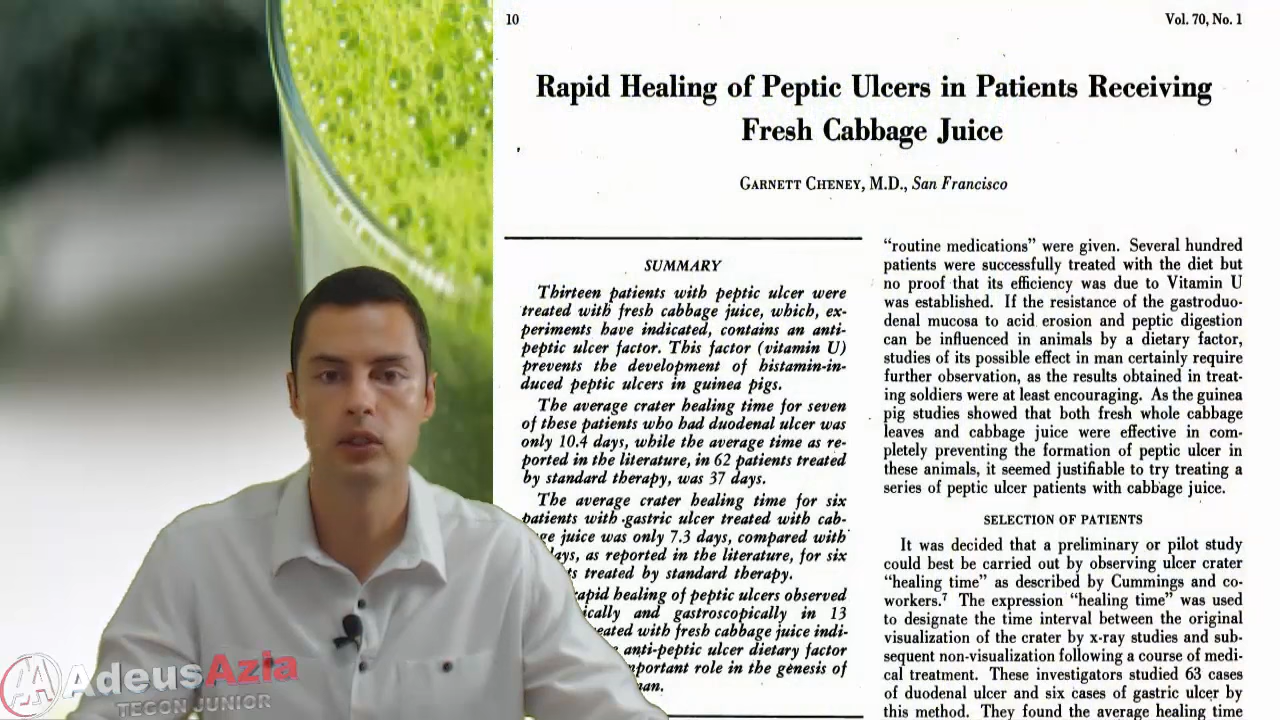 10
Vol. 70, No. 1
Rapid Healing of Peptic Ulcers in Patients Receiving
Fresh Cabbage Juice
GARNETT CHENEY, M.D., San Francisco
SUMMARY
Thirteen patients with peptic ulcer were
treated with fresh cabbage juice, which, ex-
periments have indicated, contains an anti-
peptic ulcer factor. This factor (vitamin U)
prevents the development of histamin-in-
duced peptic ulcers in guinea pigs.
The average crater healing time for seven
of these patients who had duodenal ulcer was
only 10.4 days, while the average time as re-
ported in the literature, in 62 patients treated
by standard therapy, was 37 days.
The average crater healing time for six
patients with gastric ulcer treated with cab-
ge juice was only 7.3 days, compared with
ays, as reported in the literature, for six
s treated by standard therapy.
rapid healing of peptic ulcers observed
ically and gastroscopically in 13
eated with fresh cabbage juice indi-
anti-peptic ulcer dietary factor
portant role in the genesis of
man.
"routine medications" were given. Several hundred
patients were successfully treated with the diet but
no proof that its efficiency was due to Vitamin U
was established. If the resistance of the gastroduo-
denal mucosa to acid erosion and peptic digestion
can be influenced in animals by a dietary factor,
studies of its possible effect in man certainly require
further observation, as the results obtained in treat-
ing soldiers were at least encouraging. As the guinea
pig studies showed that both fresh whole cabbage
leaves and cabbage juice were effective in com-
pletely preventing the formation of peptic ulcer in
these animals, it seemed justifiable to try treating a
series of peptic ulcer patients with cabbage juice.
SELECTION OF PATIENTS
It was decided that a preliminary or pilot study
could best be carried out by observing ulcer crater
"healing time" as described by Cummings and co-
workers.7 The expression "healing time" was used
to designate the time interval between the original
visualization of the crater by x-ray studies and sub-
sequent non-visualization following a course of medi-
cal treatment. These investigators studied 63 cases
of duodenal ulcer and six cases of gastric ulcer by
this method. They found the average healing time
AdeusAzia
TECON JUNIOR